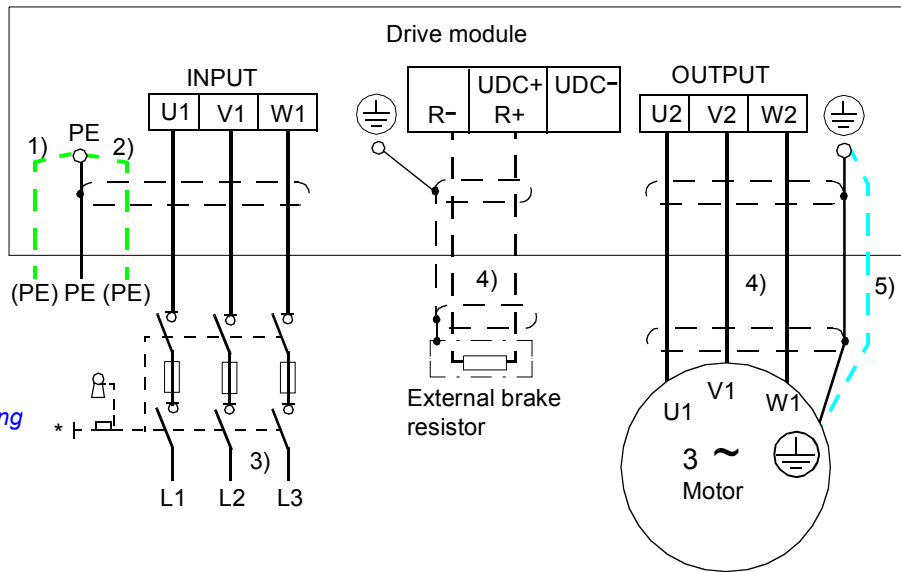 Drive module
INPUT
U1 V1 W1
UDC+ UDC-
R- R+
OUTPUT
U2 V2 W2
1) PE 2)
(PE) PE (PE)
4)
4)
5)
ng
*
3)
L1 L2 L3
External brake
resistor
U1 V1 W1
3 ~
Motor